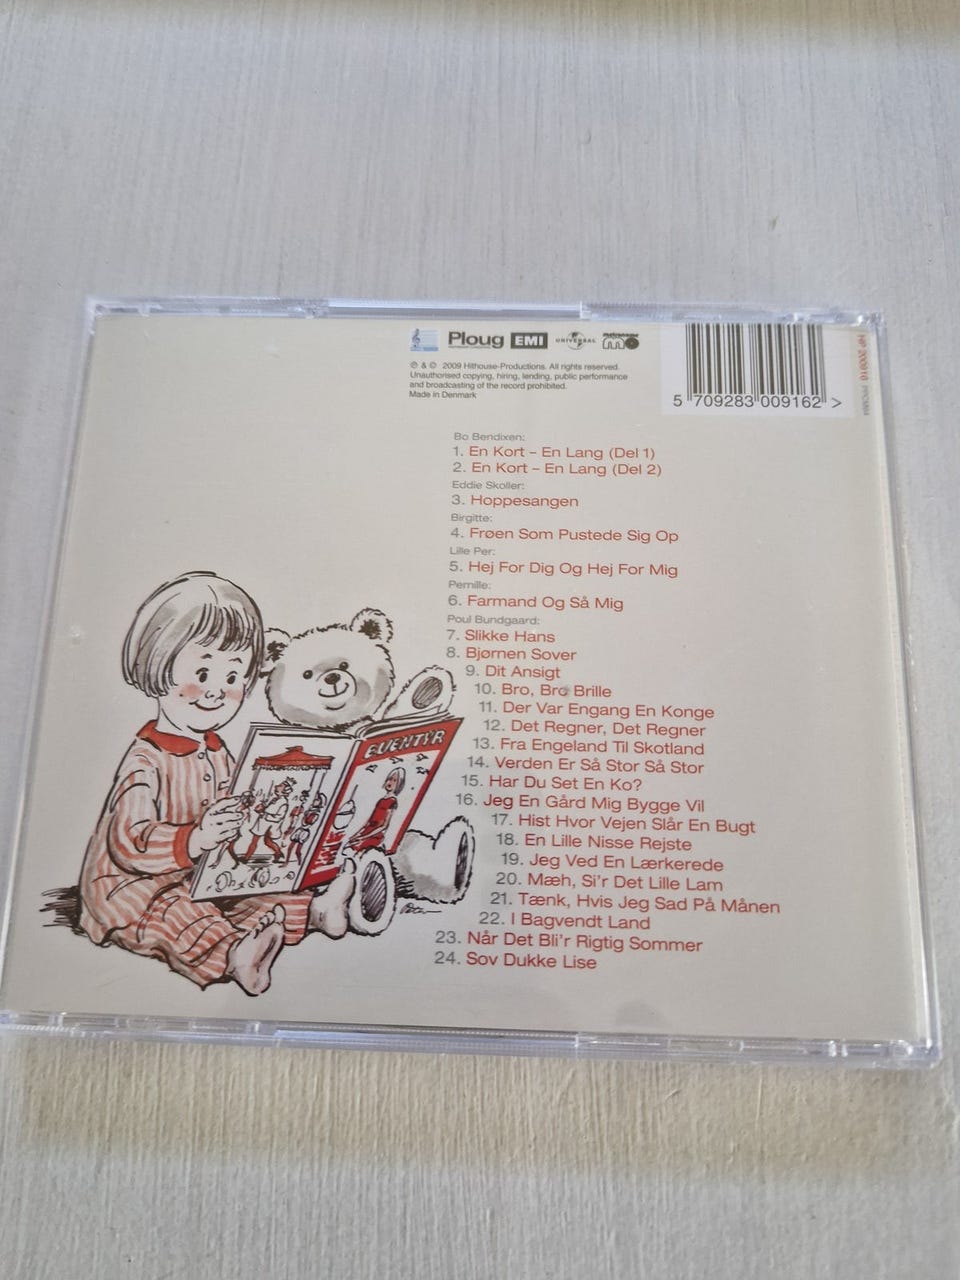 Ploug EMI UNIVERSAL metronome
℗ & © 2009 Hithouse-Productions. All rights reserved.
Unauthorised copying, hiring, lending, public performance
and broadcasting of the record prohibited.
Made in Denmark
5 709283 009162 >
HP 200916
Bo Bendixen:
1. En Kort – En Lang (Del 1)
2. En Kort – En Lang (Del 2)
Eddie Skoller:
3. Hoppesangen
Birgitte:
4. Frøen Som Pustede Sig Op
Lille Per:
5. Hej For Dig Og Hej For Mig
Pernille:
6. Farmand Og Så Mig
Poul Bundgaard:
7. Slikke Hans
8. Bjørnen Sover
9. Dit Ansigt
10. Bro, Bro Brille
11. Der Var Engang En Konge
12. Det Regner, Det Regner
13. Fra Engeland Til Skotland
14. Verden Er Så Stor Så Stor
15. Har Du Set En Ko?
16. Jeg En Gård Mig Bygge Vil
17. Hist Hvor Vejen Slår En Bugt
18. En Lille Nisse Rejste
19. Jeg Ved En Lærkerede
20. Mæh, Si'r Det Lille Lam
21. Tænk, Hvis Jeg Sad På Månen
22. I Bagvendt Land
23. Når Det Bli'r Rigtig Sommer
24. Sov Dukke Lise
EVENTYR